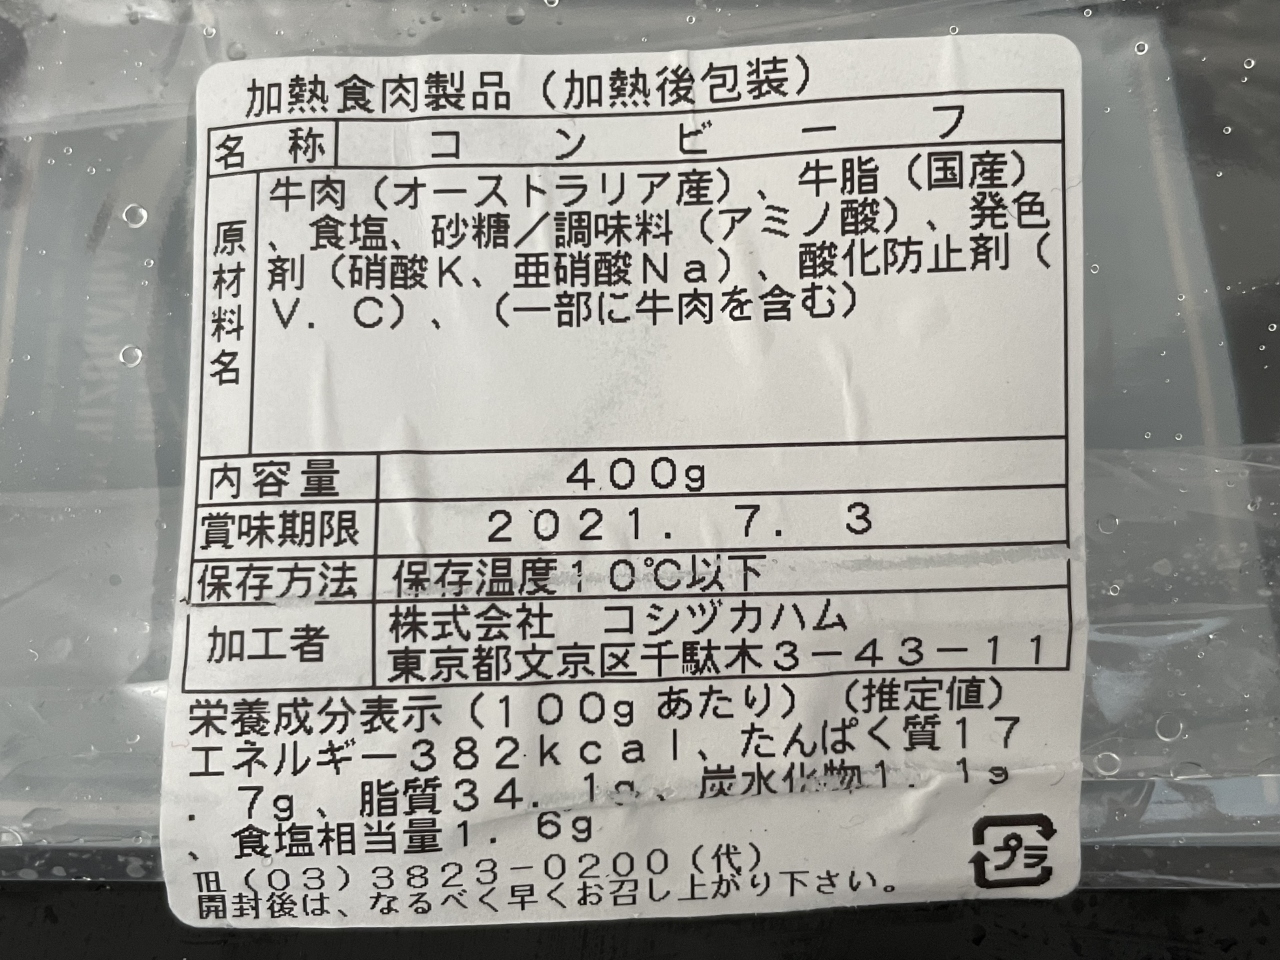 加熱食肉製品（加熱後包装）
名称 コンビーフ
原材料名
牛肉（オーストラリア産）、牛脂（国産）
、食塩、砂糖／調味料（アミノ酸）、発色
剤（硝酸K、亜硝酸Na）、酸化防止剤（
V．C）、（一部に牛肉を含む）
内容量 400g
賞味期限 2021．7．3
保存方法 保存温度10℃以下
加工者
株式会社　コシヅカハム
東京都文京区千駄木3－43－11
栄養成分表示（100gあたり）（推定値）
エネルギー382kcal、たんぱく質17
．7g、脂質34．1g、炭水化物1．1g
、食塩相当量1．6g
℡（03）3823－0200（代）
開封後は、なるべく早くお召し上がり下さい。
プラ